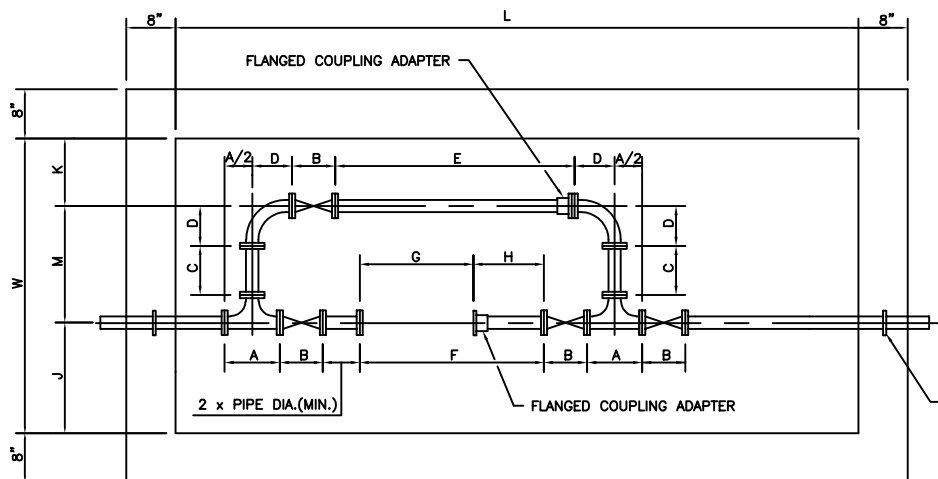 8" L 8"
FLANGED COUPLING ADAPTER
8"
A/2 D B E D A/2
K
D D
G H
M C C
W
A B F B A B
J
2 x PIPE DIA.(MIN.)
FLANGED COUPLING ADAPTER
8"